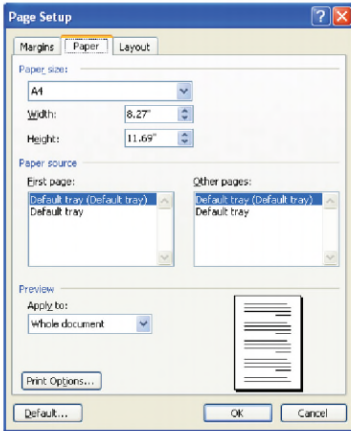 Page Setup
Margins Paper Layout
Paper size:
A4
Width: 8.27"
Height: 11.69"
Paper source
First page: Other pages:
Default tray (Default tray) Default tray (Default tray)
Default tray Default tray
Preview
Apply to:
Whole document
Print Options...
Default... OK Cancel